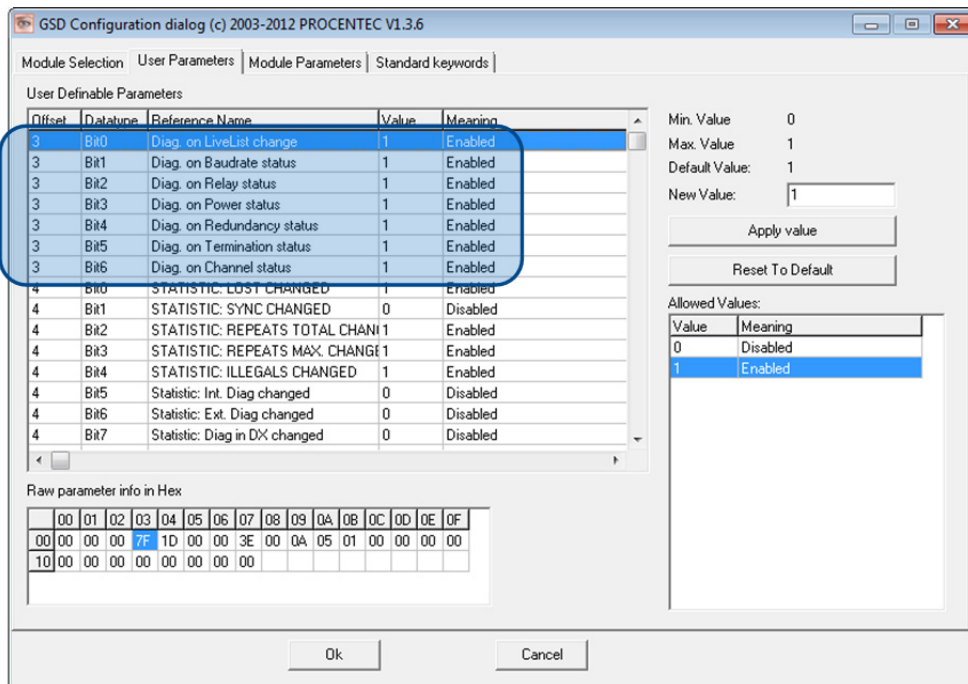 GSD Configuration dialog (c) 2003-2012 PROCENTEC V1.3.6
Module Selection User Parameters Module Parameters Standard keywords
User Definable Parameters
Offset Datatype Reference Name Value Meaning
3 Bit0 Diag. on LiveList change 1 Enabled
3 Bit1 Diag. on Baudrate status 1 Enabled
3 Bit2 Diag. on Relay status 1 Enabled
3 Bit3 Diag. on Power status 1 Enabled
3 Bit4 Diag. on Redundancy status 1 Enabled
3 Bit5 Diag. on Termination status 1 Enabled
3 Bit6 Diag. on Channel status 1 Enabled
4 Bit0 STATISTIC: LOST CHANGED 1 Enabled
4 Bit1 STATISTIC: SYNC CHANGED 0 Disabled
4 Bit2 STATISTIC: REPEATS TOTAL CHAN 1 Enabled
4 Bit3 STATISTIC: REPEATS MAX. CHANGE 1 Enabled
4 Bit4 STATISTIC: ILLEGALS CHANGED 1 Enabled
4 Bit5 Statistic: Int. Diag changed 0 Disabled
4 Bit6 Statistic: Ext. Diag changed 0 Disabled
4 Bit7 Statistic: Diag in DX changed 0 Disabled
Min. Value 0
Max. Value 1
Default Value: 1
New Value: 1
Apply value
Reset To Default
Allowed Values:
Value Meaning
0 Disabled
1 Enabled
Raw parameter info in Hex
00 01 02 03 04 05 06 07 08 09 0A 0B 0C 0D 0E 0F
00 00 00 00 7F 1D 00 00 3E 00 0A 05 01 00 00 00 00
10 00 00 00 00 00 00 00 00
Ok Cancel